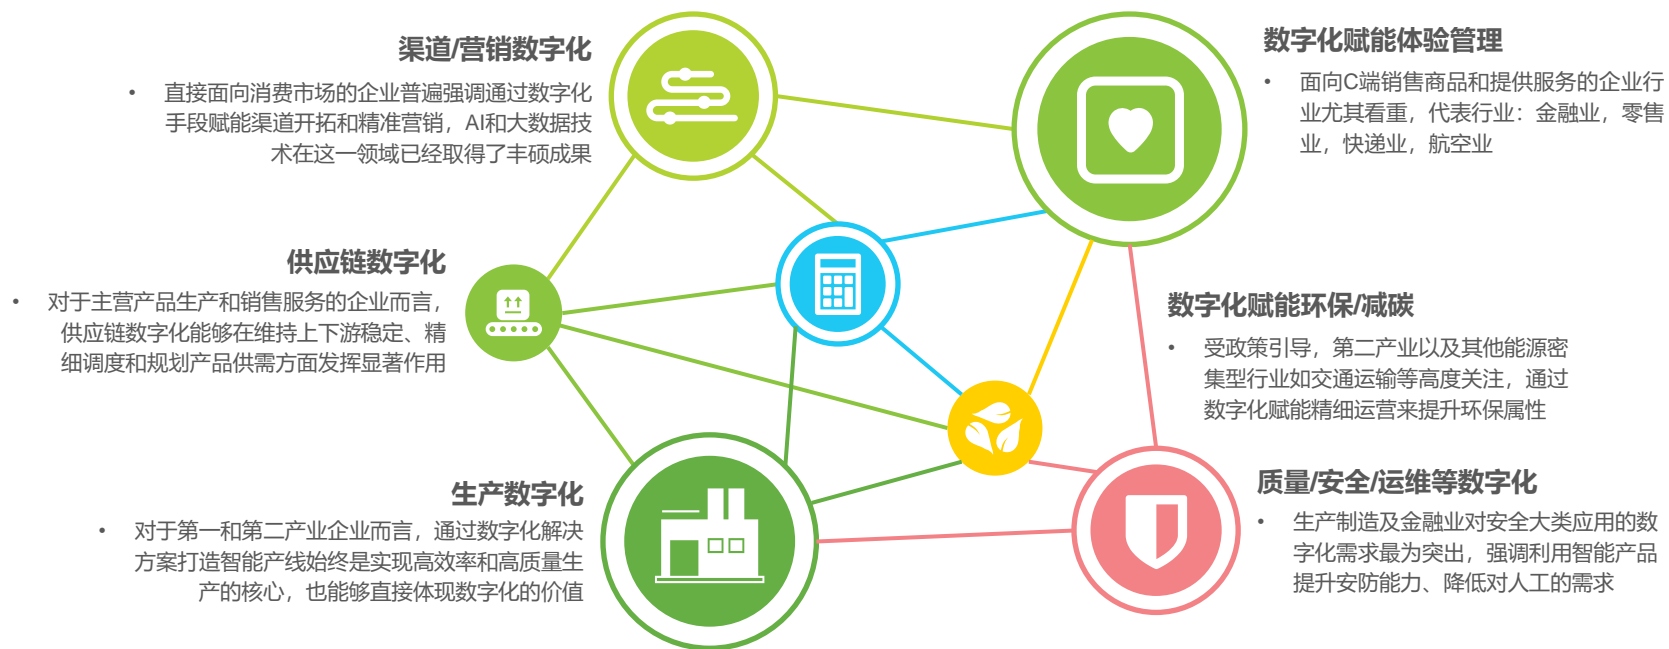 渠道/营销数字化
• 直接面向消费市场的企业普遍强调通过数字化
手段赋能渠道开拓和精准营销，AI和大数据技
术在这一领域已经取得了丰硕成果
数字化赋能体验管理
• 面向C端销售商品和提供服务的企业行
业尤其看重，代表行业：金融业，零售
业，快递业，航空业
供应链数字化
• 对于主营产品生产和销售服务的企业而言，
供应链数字化能够在维持上下游稳定、精
细调度和规划产品供需方面发挥显著作用
数字化赋能环保/减碳
• 受政策引导，第二产业以及其他能源密
集型行业如交通运输等高度关注，通过
数字化赋能精细运营来提升环保属性
生产数字化
• 对于第一和第二产业企业而言，通过数字化解决
方案打造智能产线始终是实现高效率和高质量生
产的核心，也能够直接体现数字化的价值
质量/安全/运维等数字化
• 生产制造及金融业对安全大类应用的数
字化需求最为突出，强调利用智能产品
提升安防能力、降低对人工的需求